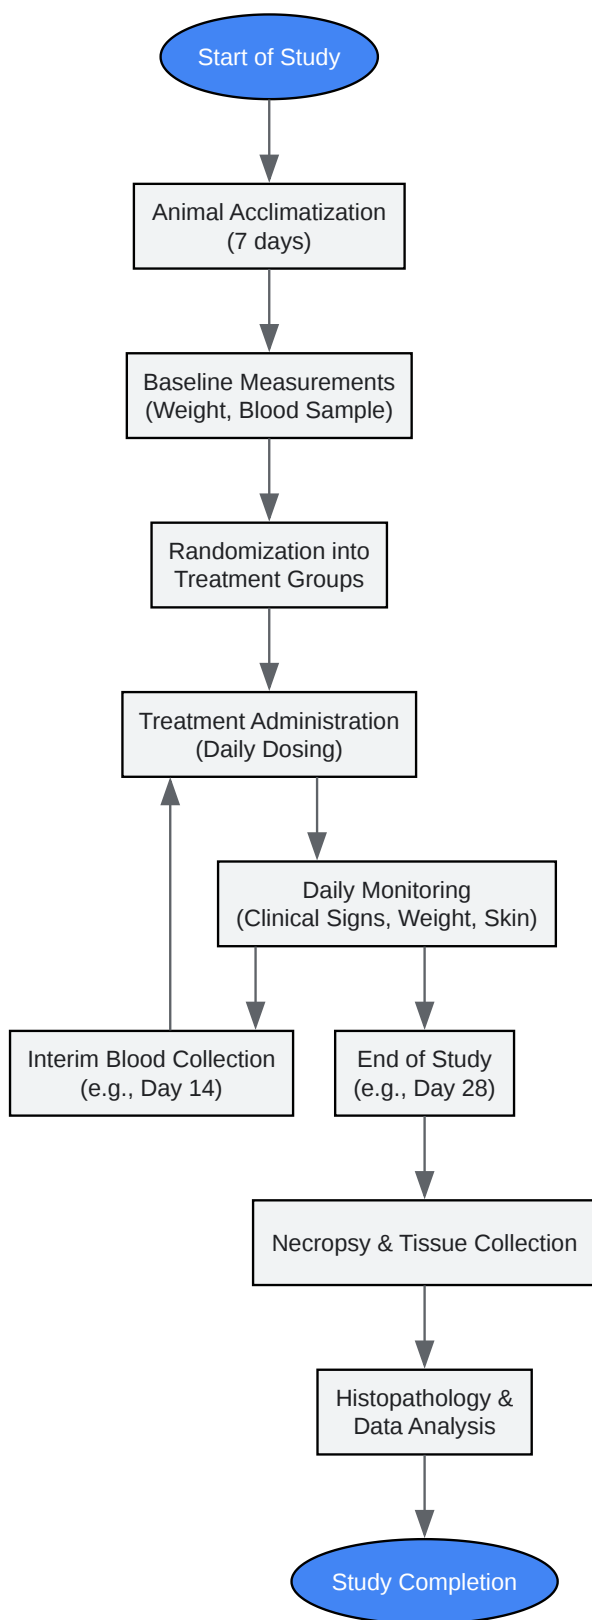 Start of Study
Animal Acclimatization
(7 days)
Baseline Measurements
(Weight, Blood Sample)
Randomization into
Treatment Groups
Treatment Administration
(Daily Dosing)
Daily Monitoring
(Clinical Signs, Weight, Skin)
Interim Blood Collection
(e.g., Day 14)
End of Study
(e.g., Day 28)
Necropsy & Tissue Collection
Histopathology &
Data Analysis
Study Completion